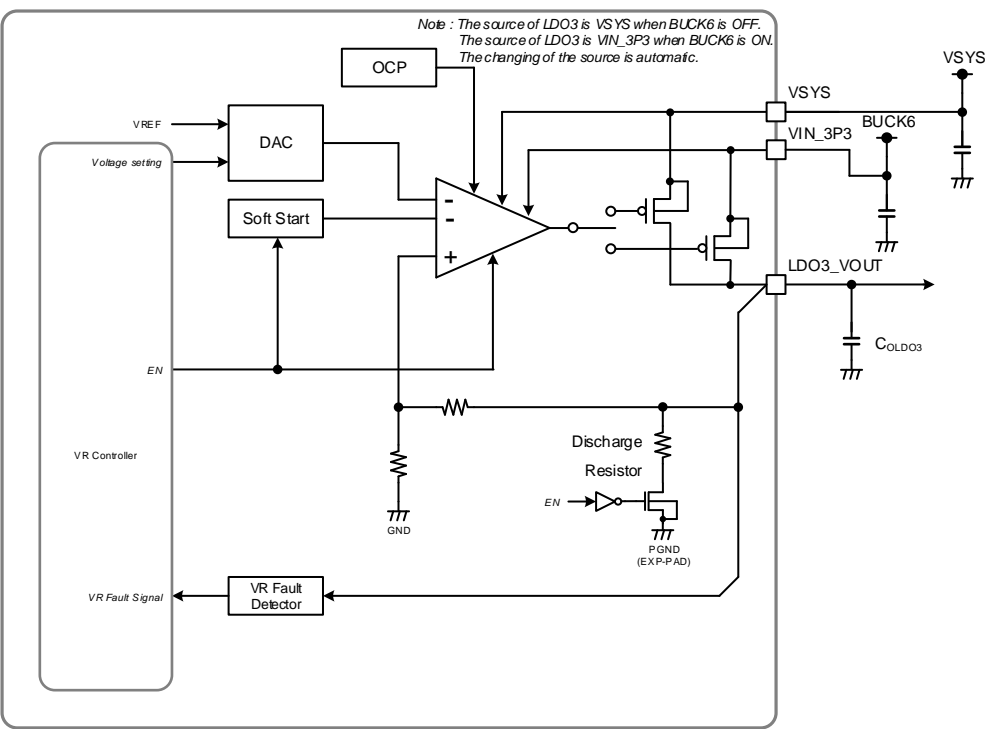 Note : The source of LDO3 is VSYS when BUCK6 is OFF.
The source of LDO3 is VIN_3P3 when BUCK6 is ON.
The changing of the source is automatic.
OCP
VSYS
VSYS
VREF
DAC
BUCK6
VIN_3P3
Voltage setting
-
Soft Start
-
+
LDO3_VOUT
EN
COLDO3
VR Controller
Discharge
Resistor
EN
GND
PGND
(EXP-PAD)
VR Fault Signal
VR Fault
Detector